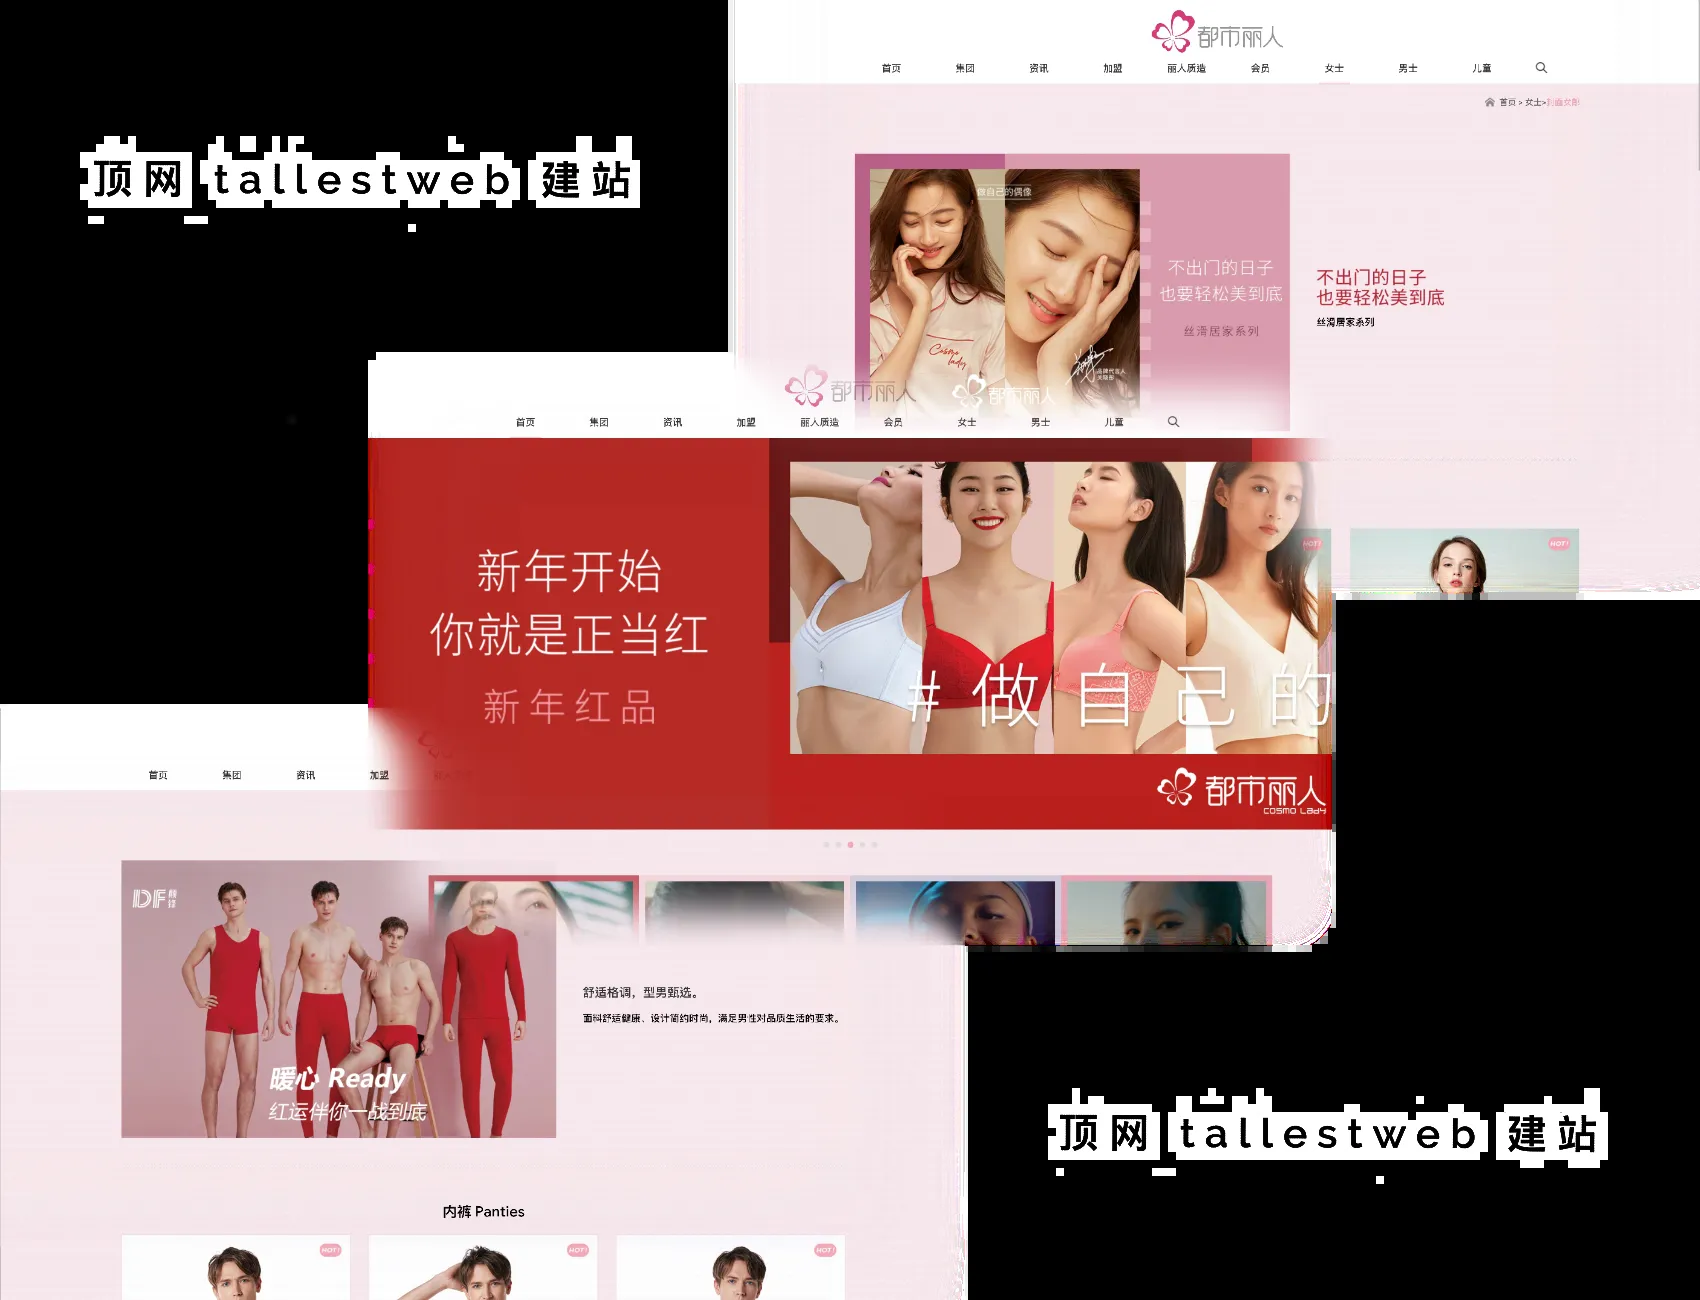 都市丽人
首页 集团 资讯 加盟 丽人质造 会员 女士 男士 儿童
首页 > 女士>
顶网 tallestweb 建站
做自己的偶像
不出门的日子
也要轻松美到底
丝滑居家系列
Cosmo
lady
品牌代言人
关晓彤
不出门的日子
也要轻松美到底
丝滑居家系列
都市丽人
都市丽人
首页 集团 资讯 加盟 丽人质造 会员 女士 男士 儿童
新年开始
你就是正当红
新年红品
#做自己的
都市丽人
COSMO LADY
HOT!
HOT!
首页 集团 资讯 加盟
DF
暖心 Ready
红运伴你一战到底
舒适格调，型男甄选。
面料舒适健康、设计简约时尚，满足男性对品质生活的要求。
顶网 tallestweb 建站
内裤 Panties
HOT!
HOT!
HOT!